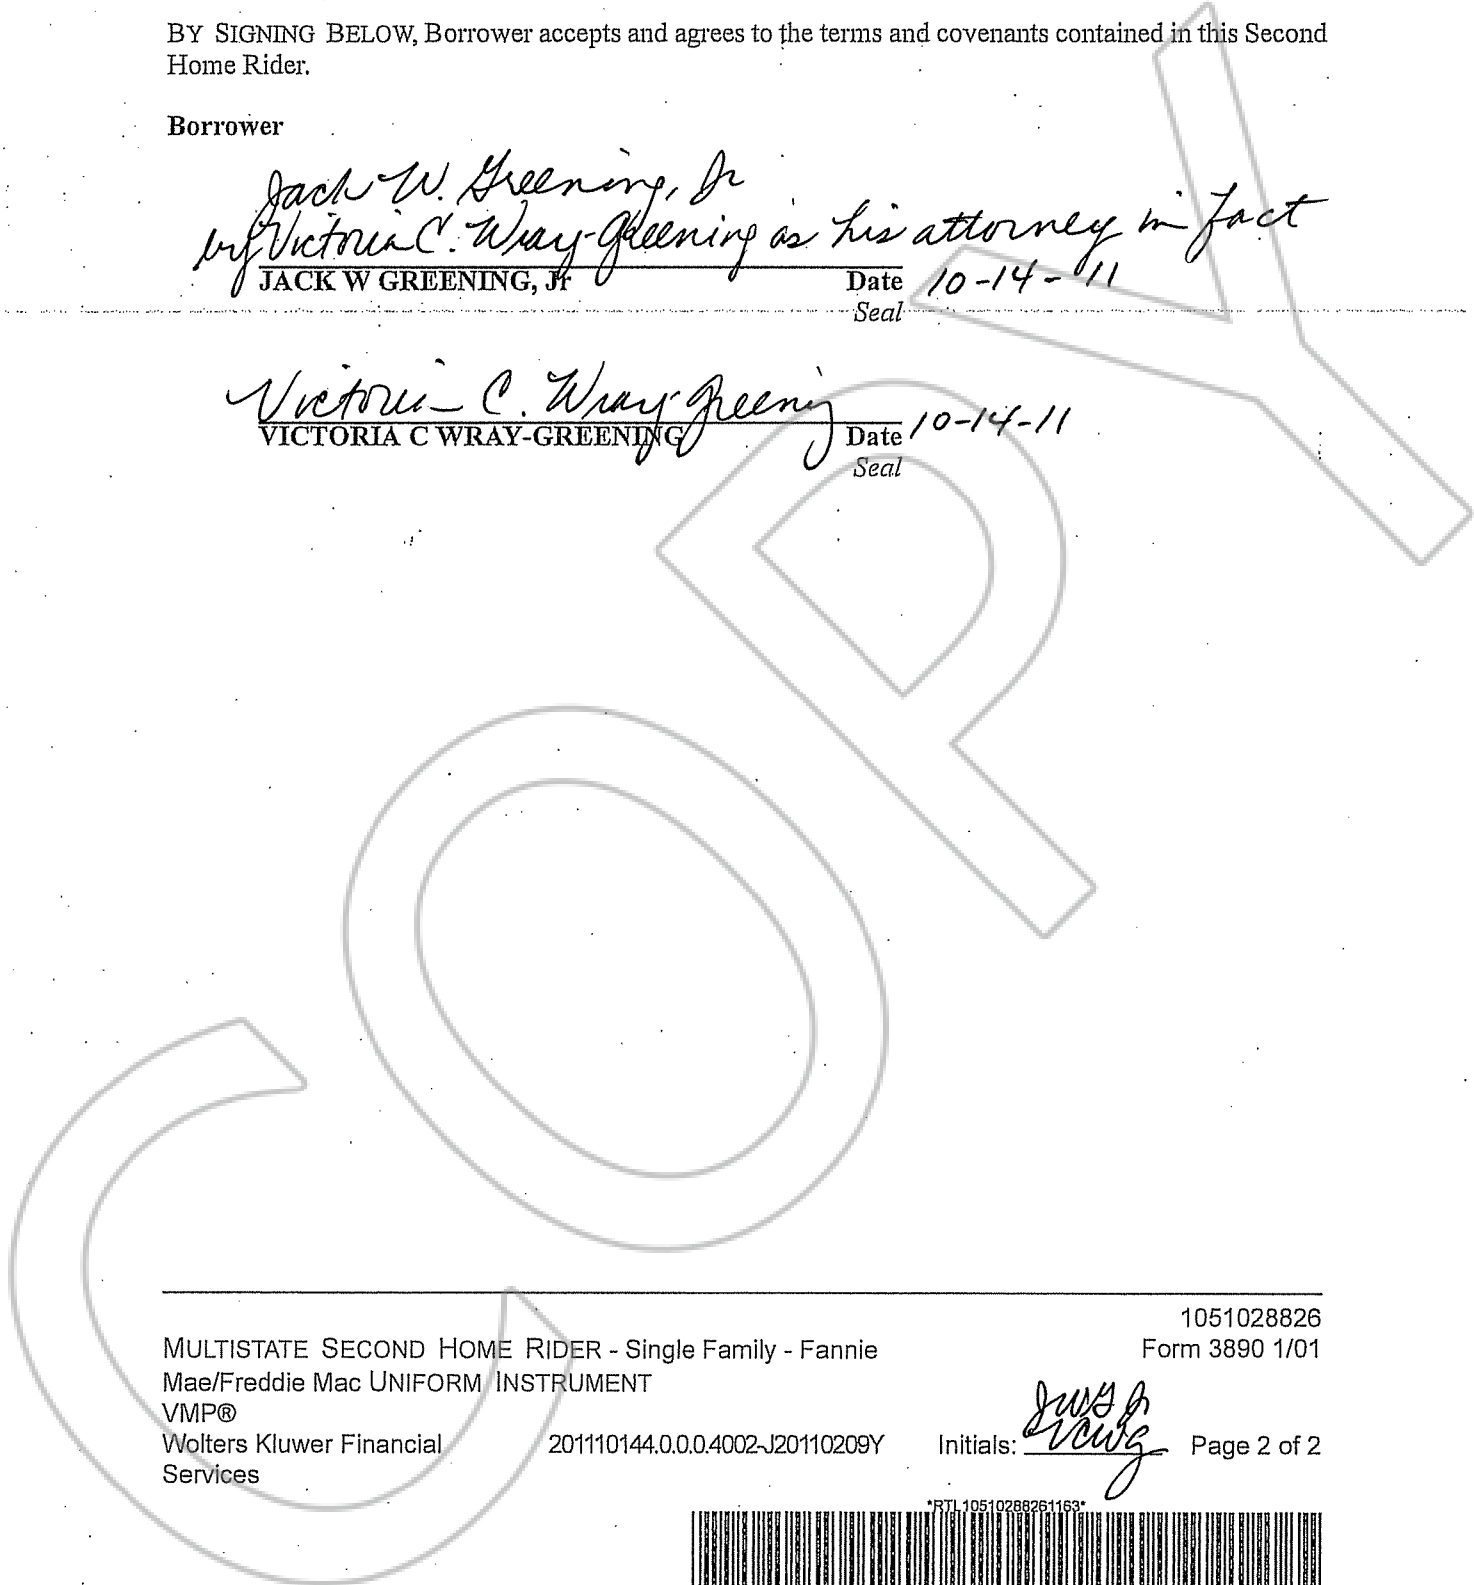 BY SIGNING BELOW, Borrower accepts and agrees to the terms and covenants contained in this Second
Home Rider.
Borrower
Jack W. Greening, Jr
by Victoria C. Wray-Greening as his attorney in fact
JACK W GREENING, Jr Date 10-14-11
Seal
Victoria C. Wray-Greening
VICTORIA C WRAY-GREENING Date 10-14-11
Seal
COPY
1051028826
MULTISTATE SECOND HOME RIDER - Single Family - Fannie Form 3890 1/01
Mae/Freddie Mac UNIFORM INSTRUMENT
VMP®
JWG Jr
Wolters Kluwer Financial 201110144.0.0.0.4002-J20110209Y Initials: VCWG Page 2 of 2
Services
*RTL10510288261163*